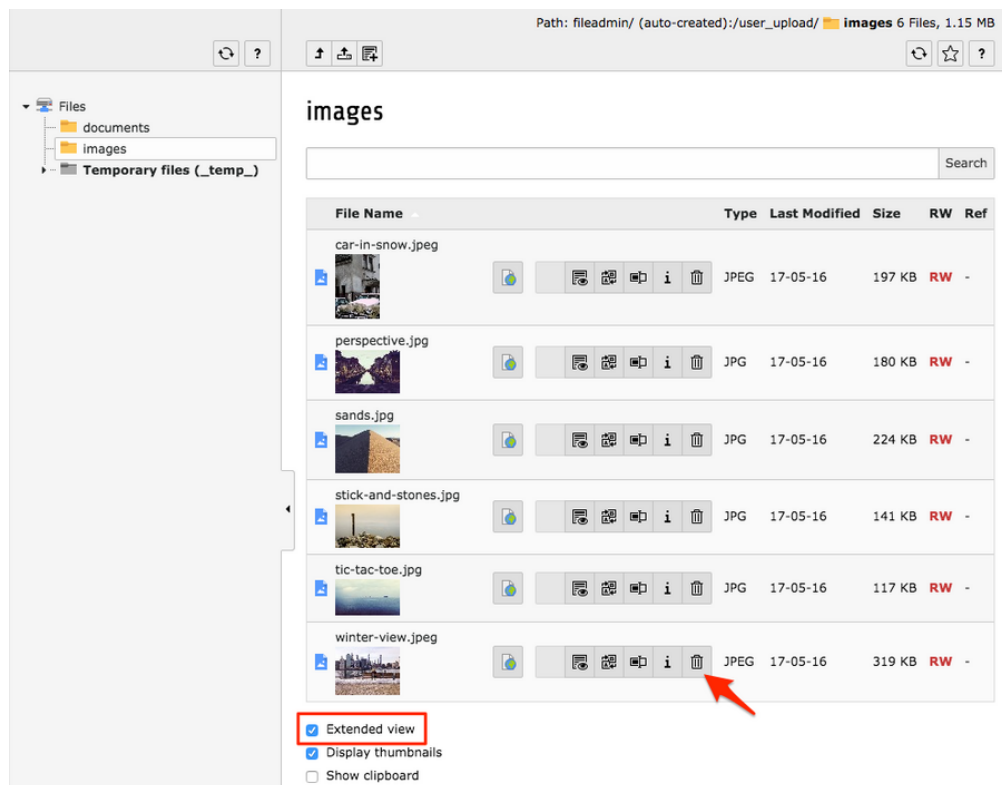 Path: fileadmin/ (auto-created):/user_upload/ images 6 Files, 1.15 MB
? ?
Files
documents
images
Temporary files (_temp_)
images
Search
File Name Type Last Modified Size RW Ref
car-in-snow.jpeg
i JPEG 17-05-16 197 KB RW -
perspective.jpg
i JPG 17-05-16 180 KB RW -
sands.jpg
i JPG 17-05-16 224 KB RW -
stick-and-stones.jpg
i JPG 17-05-16 141 KB RW -
tic-tac-toe.jpg
i JPG 17-05-16 117 KB RW -
winter-view.jpeg
i JPEG 17-05-16 319 KB RW -
Extended view
Display thumbnails
Show clipboard